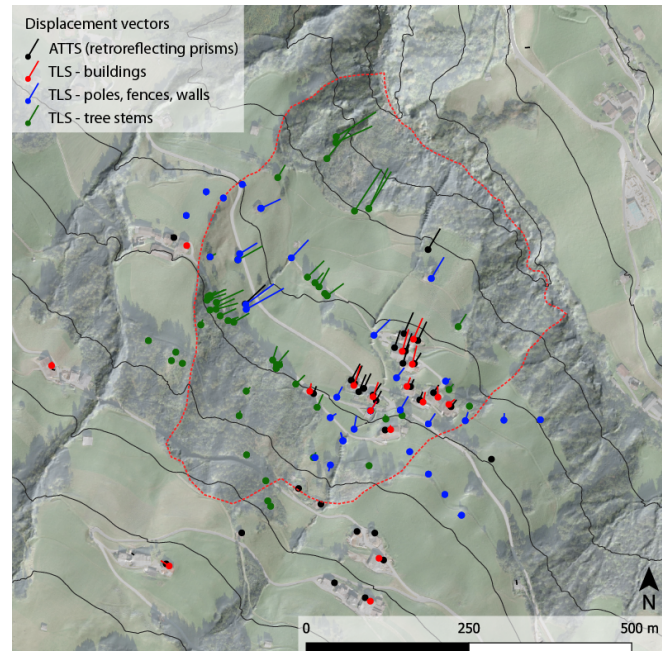 Displacement vectors
ATTS (retroreflecting prisms)
TLS - buildings
TLS - poles, fences, walls
TLS - tree stems
N
0 250 500 m